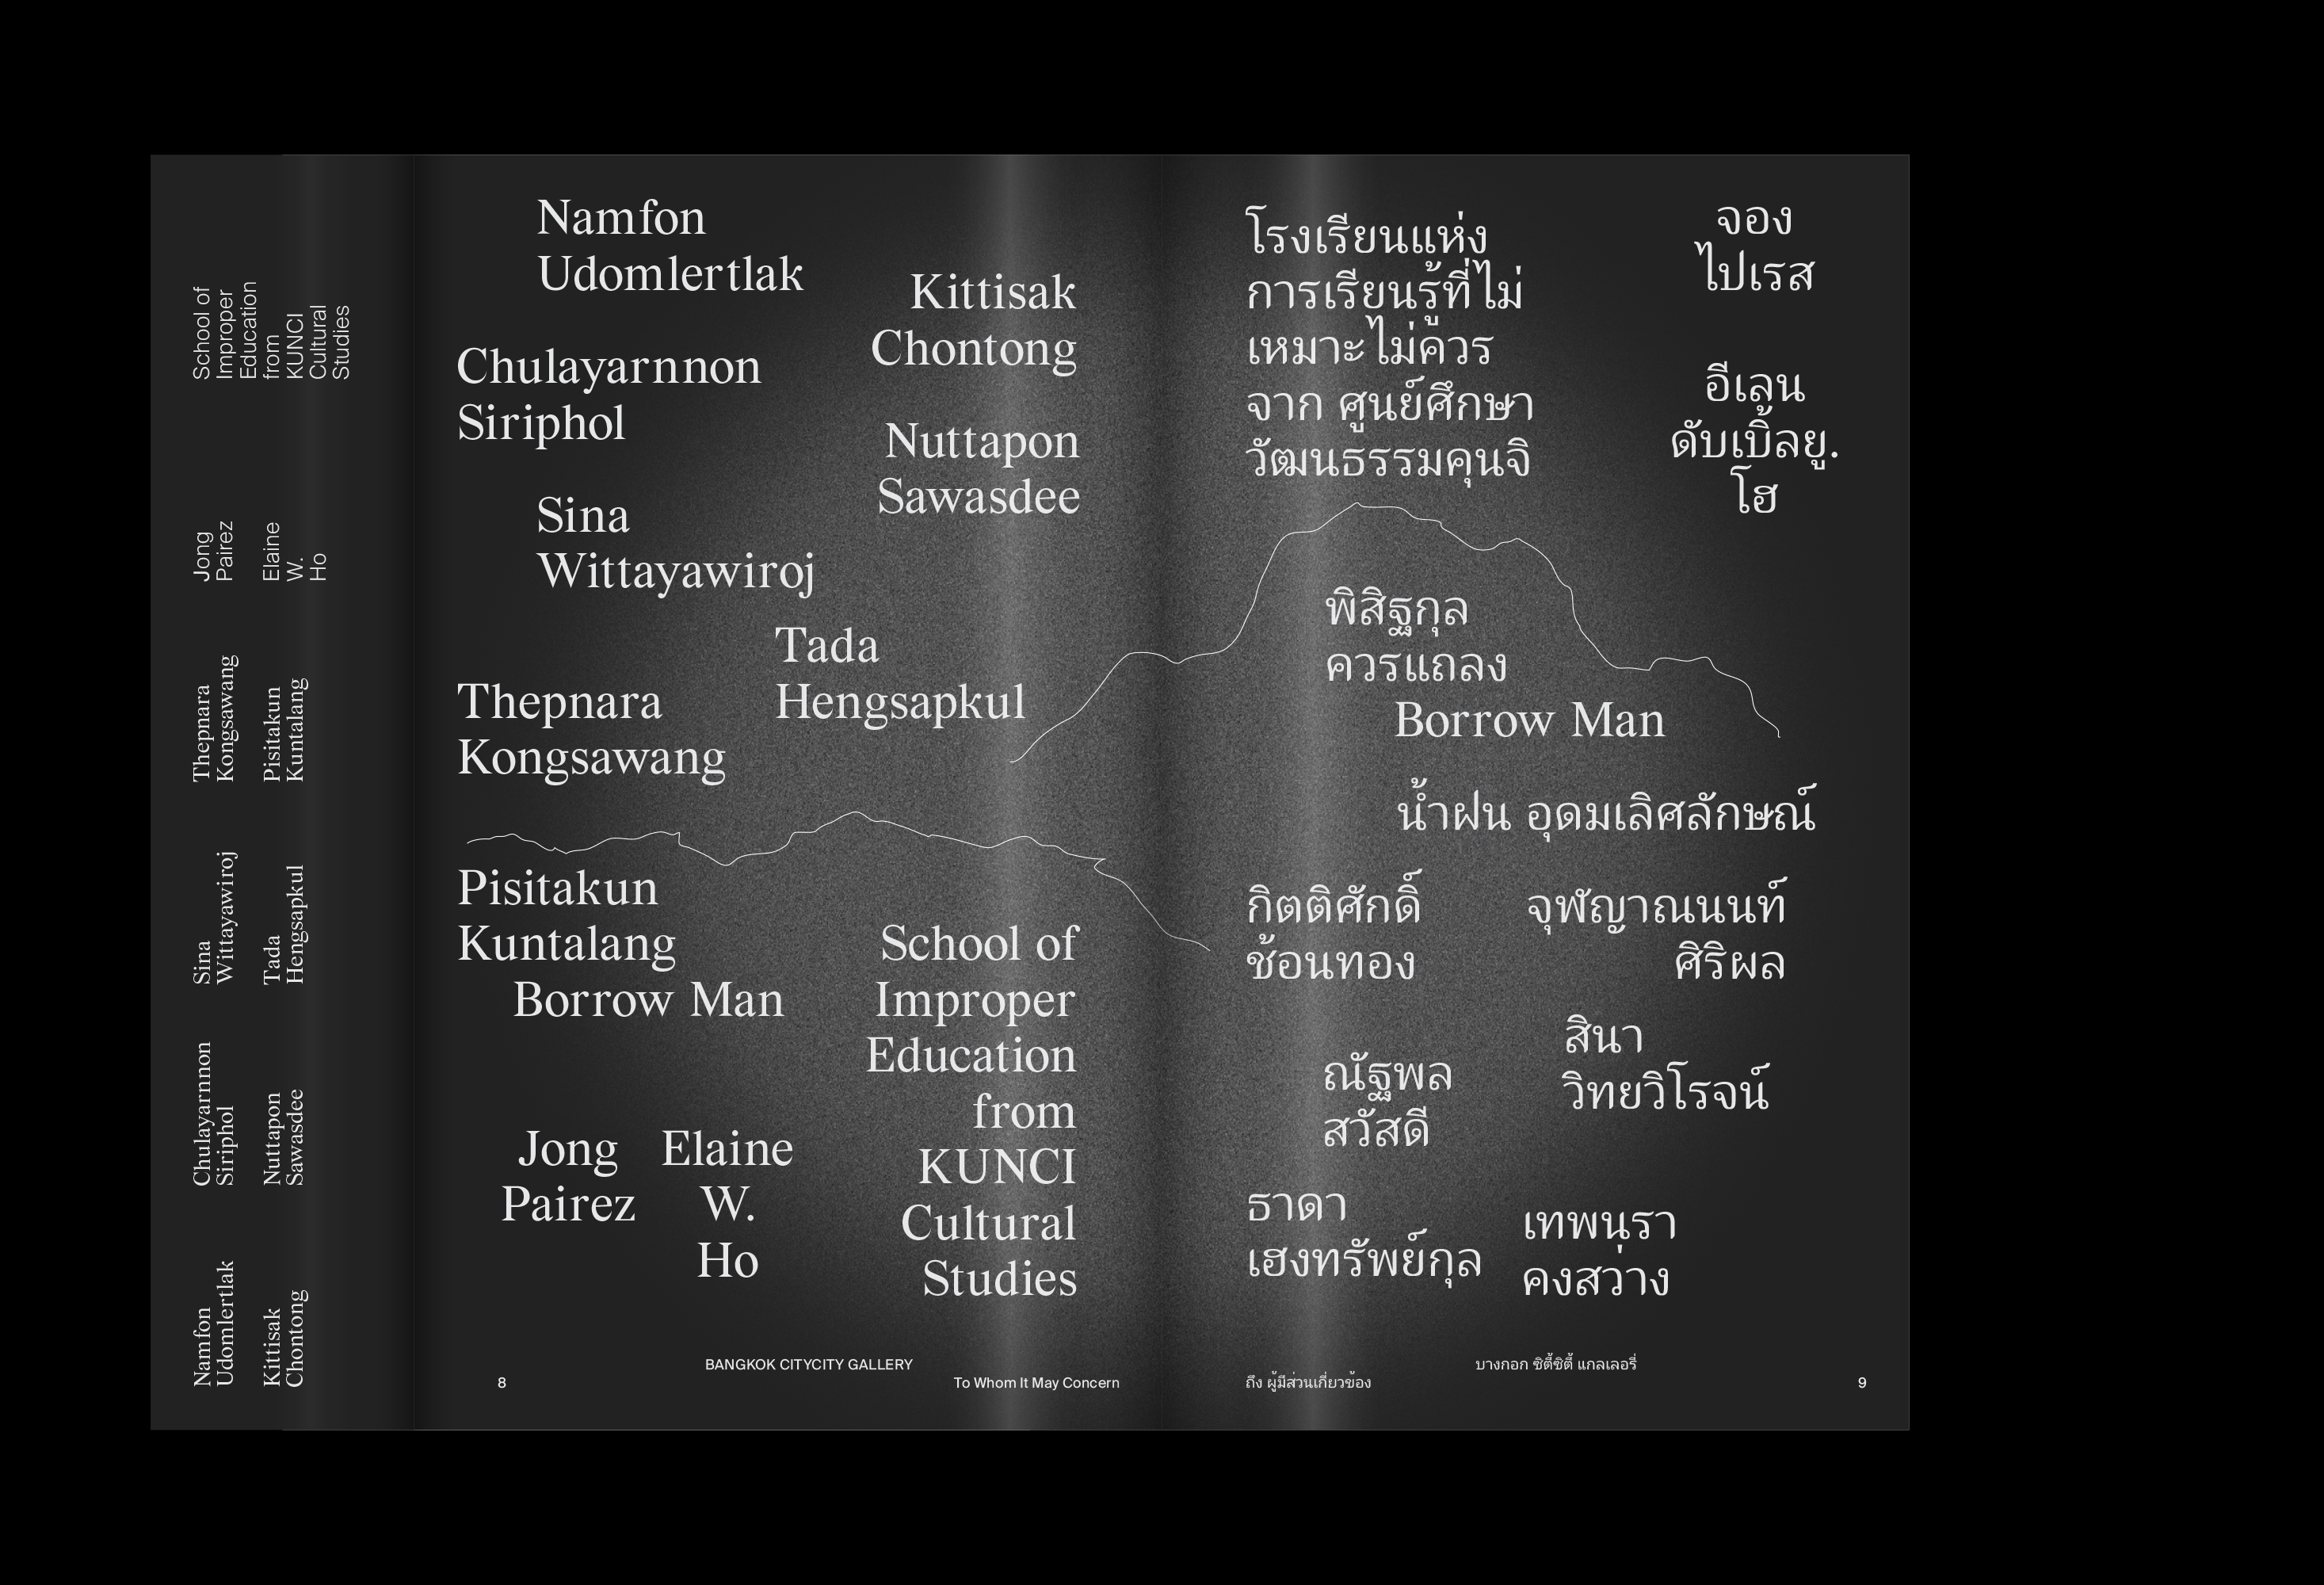 School of
Improper
Education
from
KUNCI
Cultural
Studies
Jong
Pairez
Elaine
W.
Ho
Thepnara
Kongsawang
Pisitakun
Kuntalang
Sina
Wittayawiroj
Tada
Hengsapkul
Chulayarnnon
Siriphol
Nuttapon
Sawasdee
Namfon
Udomlertlak
Kittisak
Chontong
Namfon
Udomlertlak
Kittisak
Chontong
Chulayarnnon
Siriphol
Nuttapon
Sawasdee
Sina
Wittayawiroj
Tada
Hengsapkul
Thepnara
Kongsawang
Pisitakun
Kuntalang
Borrow Man
School of
Improper
Education
from
KUNCI
Cultural
Studies
Jong
Pairez
Elaine
W.
Ho
BANGKOK CITYCITY GALLERY
8
To Whom It May Concern
โรงเรียนแห่ง
การเรียนรู้ที่ไม่
เหมาะไม่ควร
จาก ศูนย์ศึกษา
วัฒนธรรมคุนจิ
จอง
ไปเรส
อีเลน
ดับเบิ้ลยู.
โฮ
พิสิฐกุล
ควรแถลง
Borrow Man
น้ำฝน อุดมเลิศลักษณ์
กิตติศักดิ์
ช้อนทอง
จุฬญาณนนท์
ศิริผล
สินา
วิทยวิโรจน์
ณัฐพล
สวัสดี
ธาดา
เฮงทรัพย์กูล
เทพนรา
คงสว่าง
บางกอก ซิตี้ซิตี้ แกลเลอรี่
ถึง ผู้มีส่วนเกี่ยวข้อง
9